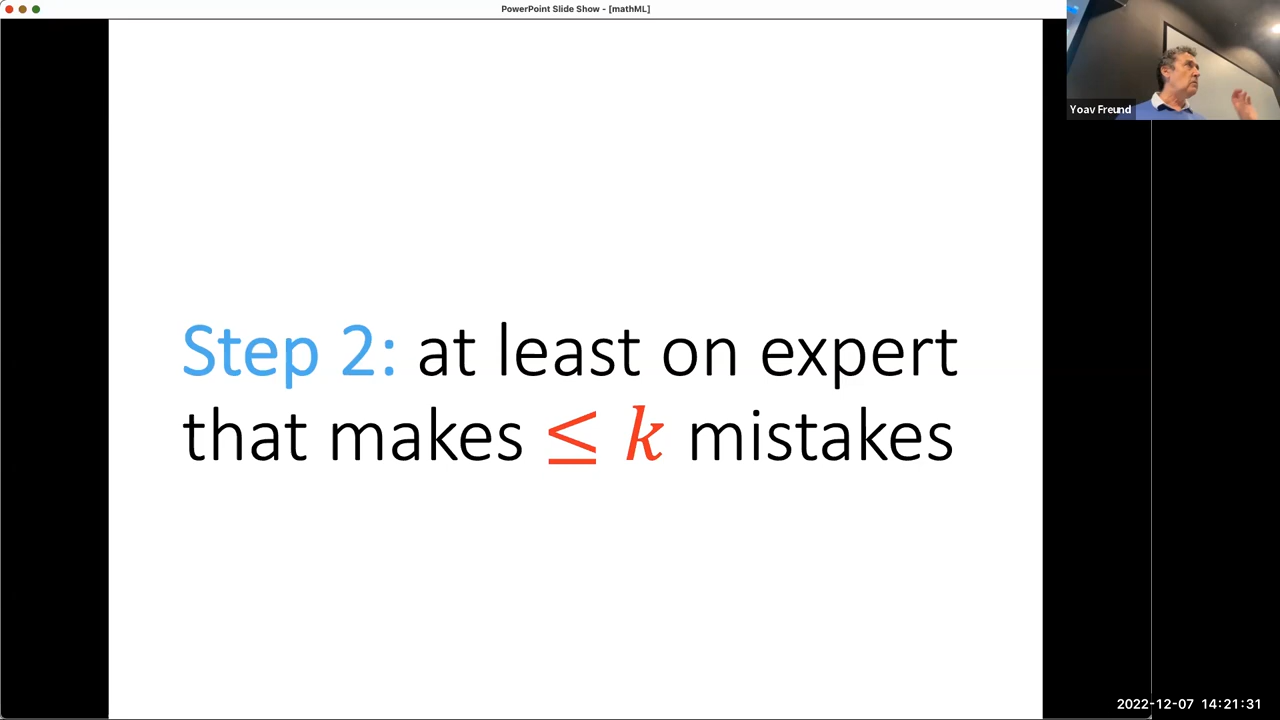 PowerPoint Slide Show - [mathML]
Yoav Freund
Step 2: at least on expert
that makes ≤ k mistakes
2022-12-07 14:21:31